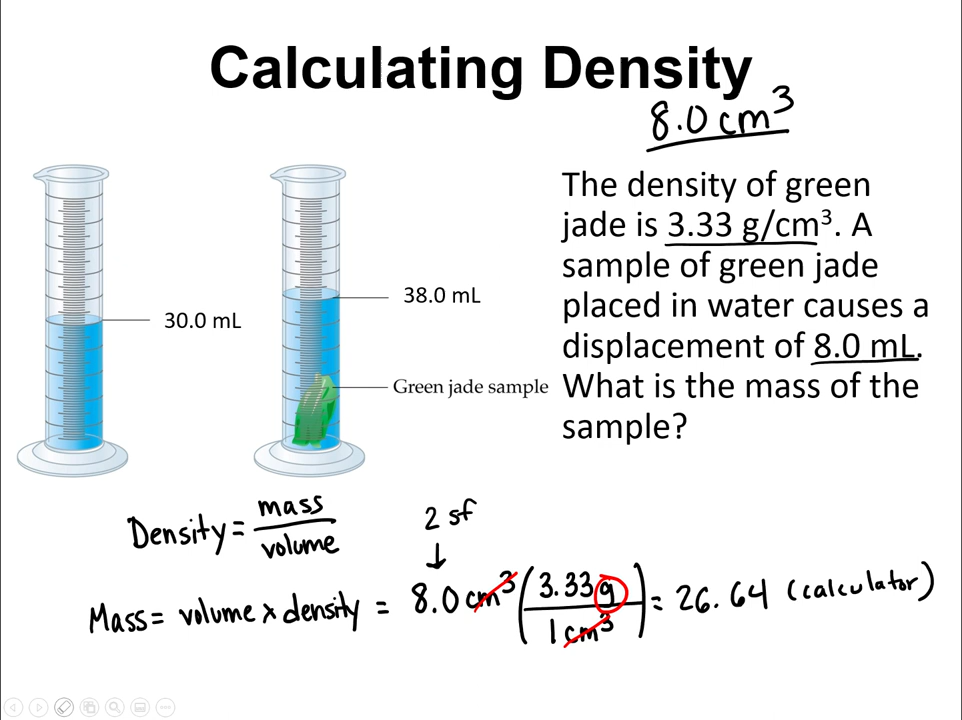 Calculating Density
8.0 cm³
The density of green
jade is 3.33 g/cm³. A
sample of green jade
placed in water causes a
displacement of 8.0 mL.
What is the mass of the
sample?
30.0 mL
38.0 mL
Green jade sample
Density = mass / volume
2 sf
Mass = volume x density = 8.0 cm³ (3.33 g / 1 cm³) = 26.64 (calculator)